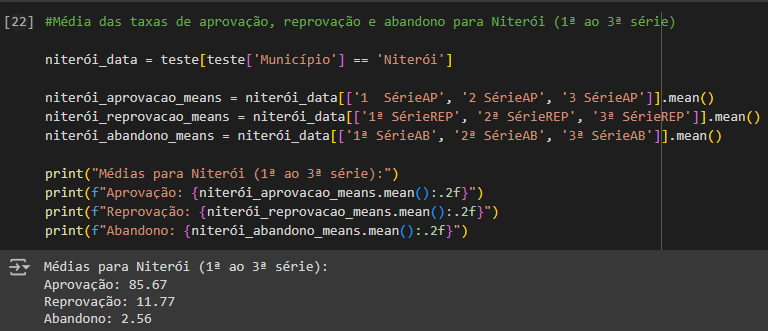 [22] #Média das taxas de aprovação, reprovação e abandono para Niterói (1ª ao 3ª série)
niterói_data = teste[teste['Município'] == 'Niterói']
niterói_aprovacao_means = niterói_data[['1  SérieAP', '2 SérieAP', '3 SérieAP']].mean()
niterói_reprovacao_means = niterói_data[['1ª SérieREP', '2ª SérieREP', '3ª SérieREP']].mean()
niterói_abandono_means = niterói_data[['1ª SérieAB', '2ª SérieAB', '3ª SérieAB']].mean()
print("Médias para Niterói (1ª ao 3ª série):")
print(f"Aprovação: {niterói_aprovacao_means.mean():.2f}")
print(f"Reprovação: {niterói_reprovacao_means.mean():.2f}")
print(f"Abandono: {niterói_abandono_means.mean():.2f}")
Médias para Niterói (1ª ao 3ª série):
Aprovação: 85.67
Reprovação: 11.77
Abandono: 2.56